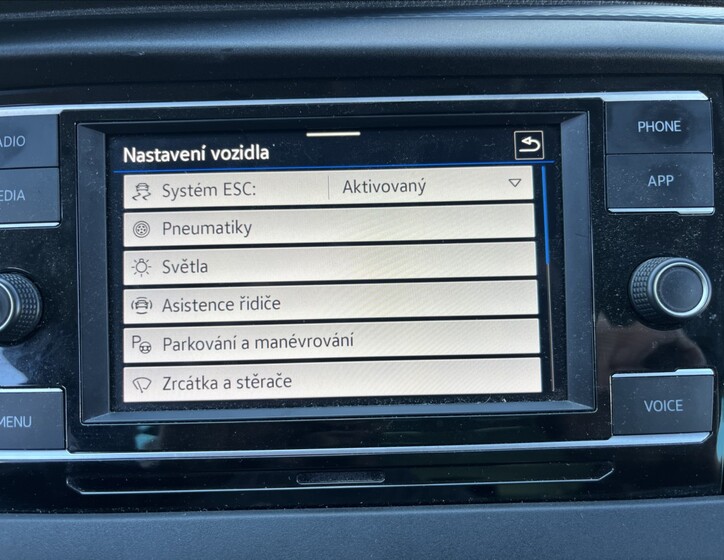 Nastavení vozidla
Systém ESC: Aktivovaný
Pneumatiky
Světla
Asistence řidiče
Parkování a manévrování
Zrcátka a stěrače
ADIO
EDIA
MENU
PHONE
APP
VOICE